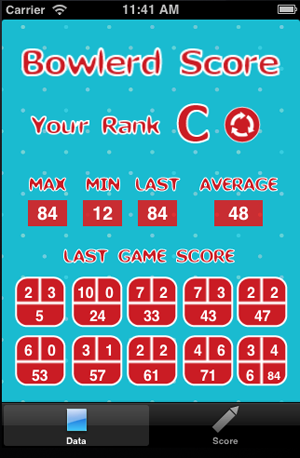 Carrier 11:41 AM
Bowlerd Score
Your Rank C
MAX MIN LAST AVERAGE
84 12 84 48
LAST GAME SCORE
2 3 10 0 7 2 7 3 2 2
5 24 33 43 47
6 0 3 1 2 2 4 6 3 4
53 57 61 71 6 84
Data Score